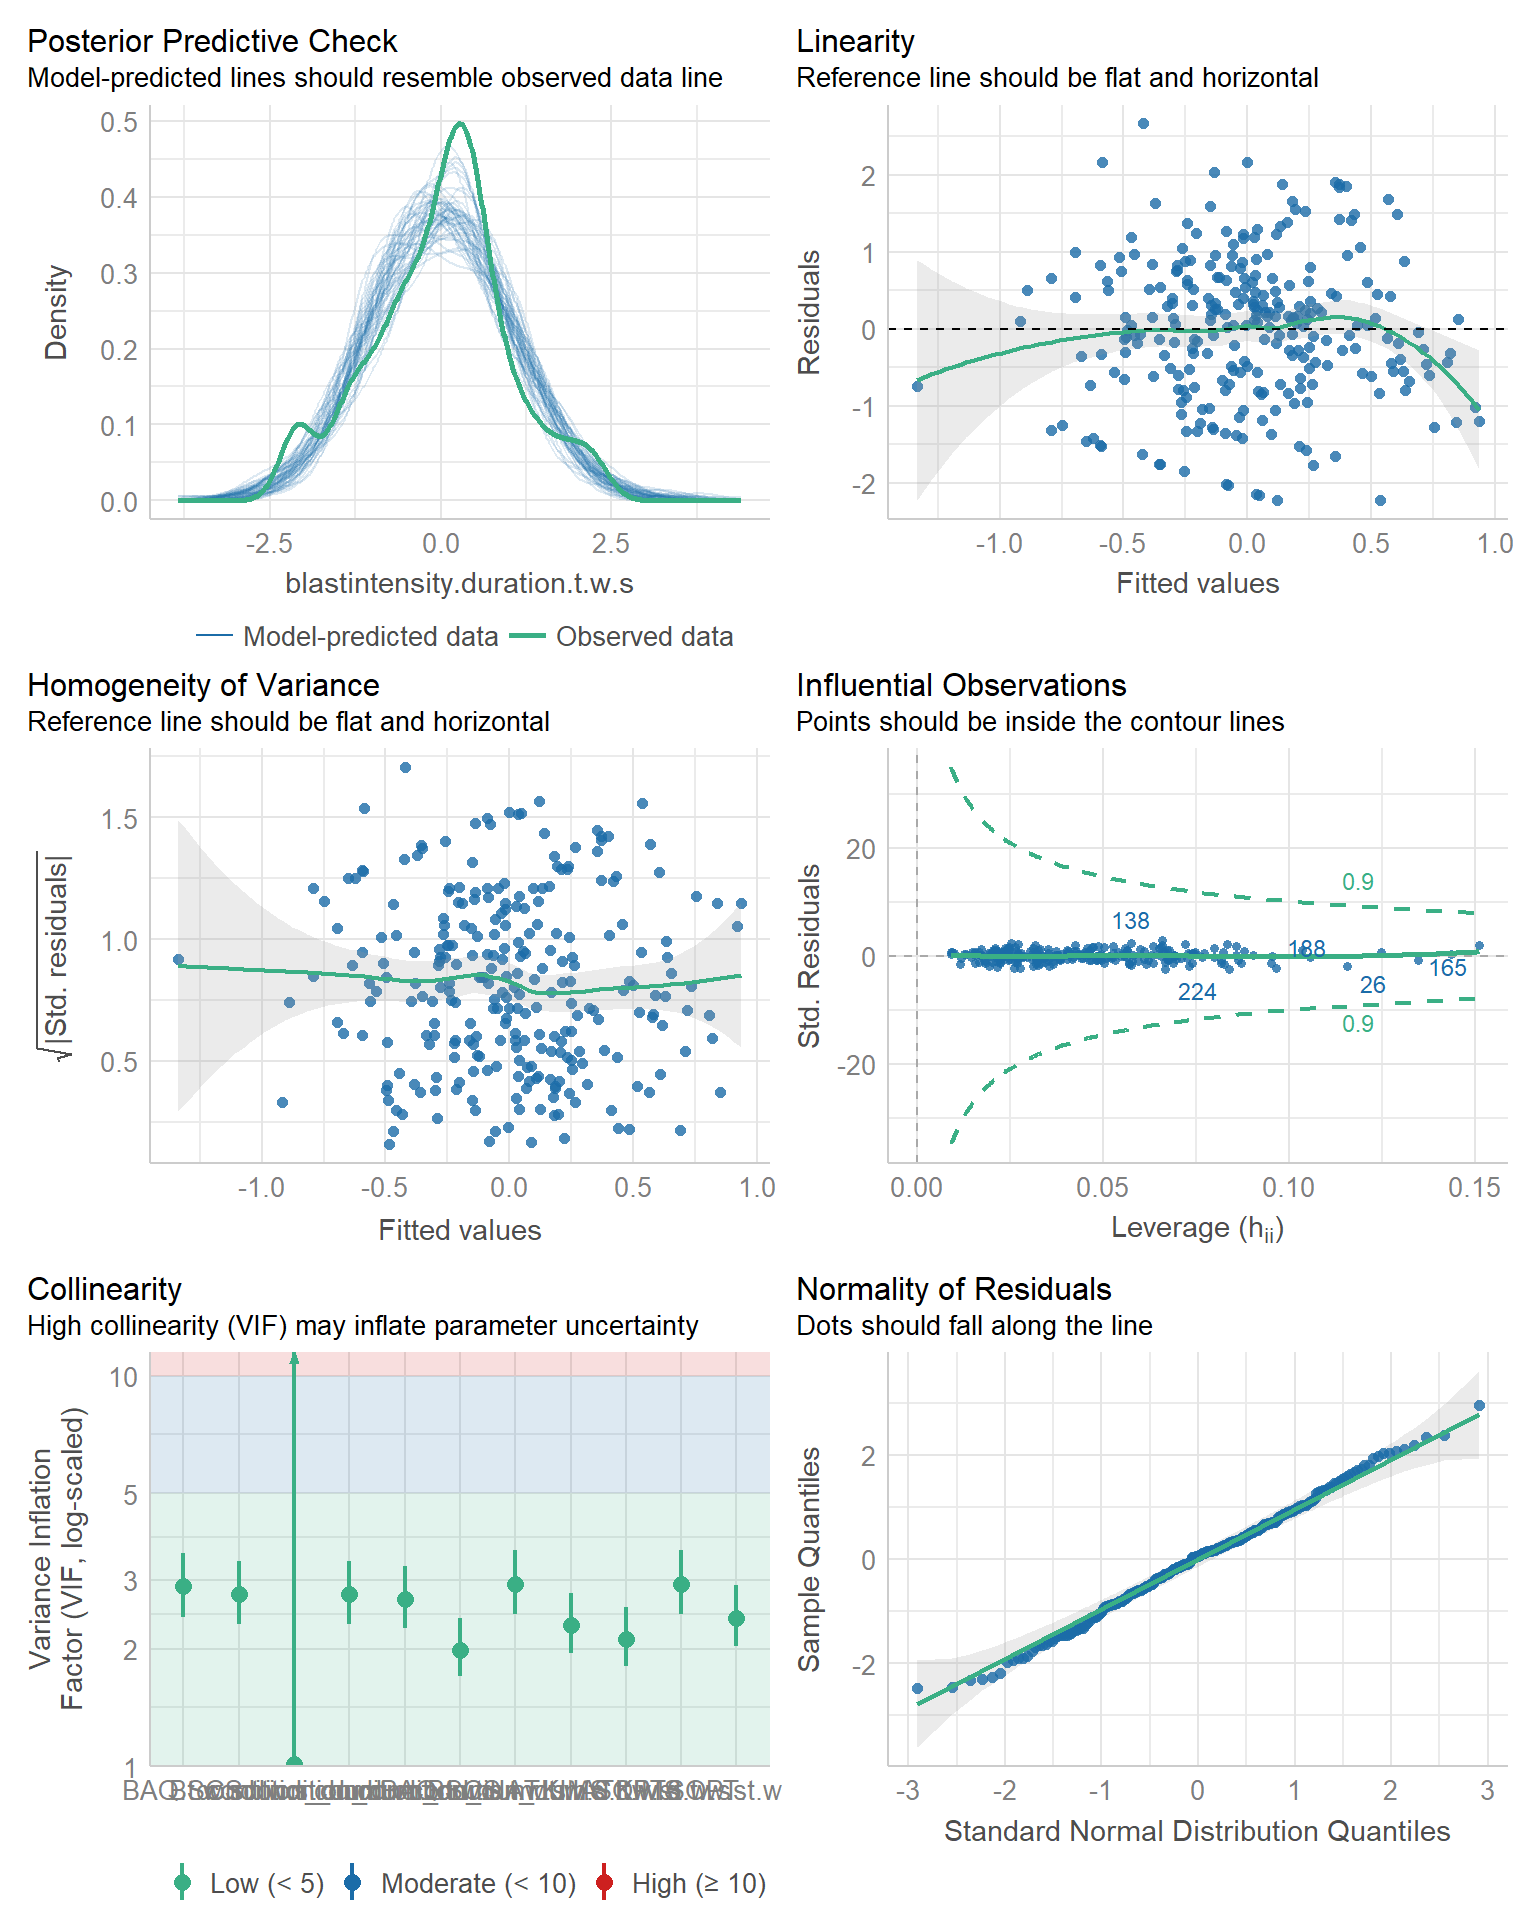 Posterior Predictive Check
Model-predicted lines should resemble observed data line
0.5
0.4
0.3
0.2
0.1
0.0
Density
-2.5 0.0 2.5
blastintensity.duration.t.w.s
Model-predicted data Observed data
Linearity
Reference line should be flat and horizontal
2
1
0
-1
-2
Residuals
-1.0 -0.5 0.0 0.5 1.0
Fitted values
Homogeneity of Variance
Reference line should be flat and horizontal
1.5
1.0
0.5
√|Std. residuals|
-1.0 -0.5 0.0 0.5 1.0
Fitted values
Influential Observations
Points should be inside the contour lines
20
0
-20
Std. Residuals
0.9
138
188
165
26
224
0.9
0.00 0.05 0.10 0.15
Leverage (hii)
Collinearity
High collinearity (VIF) may inflate parameter uncertainty
10
5
3
2
1
Variance Inflation
Factor (VIF, log-scaled)
Low (< 5) Moderate (< 10) High (≥ 10)
Normality of Residuals
Dots should fall along the line
2
0
-2
Sample Quantiles
-3 -2 -1 0 1 2 3
Standard Normal Distribution Quantiles